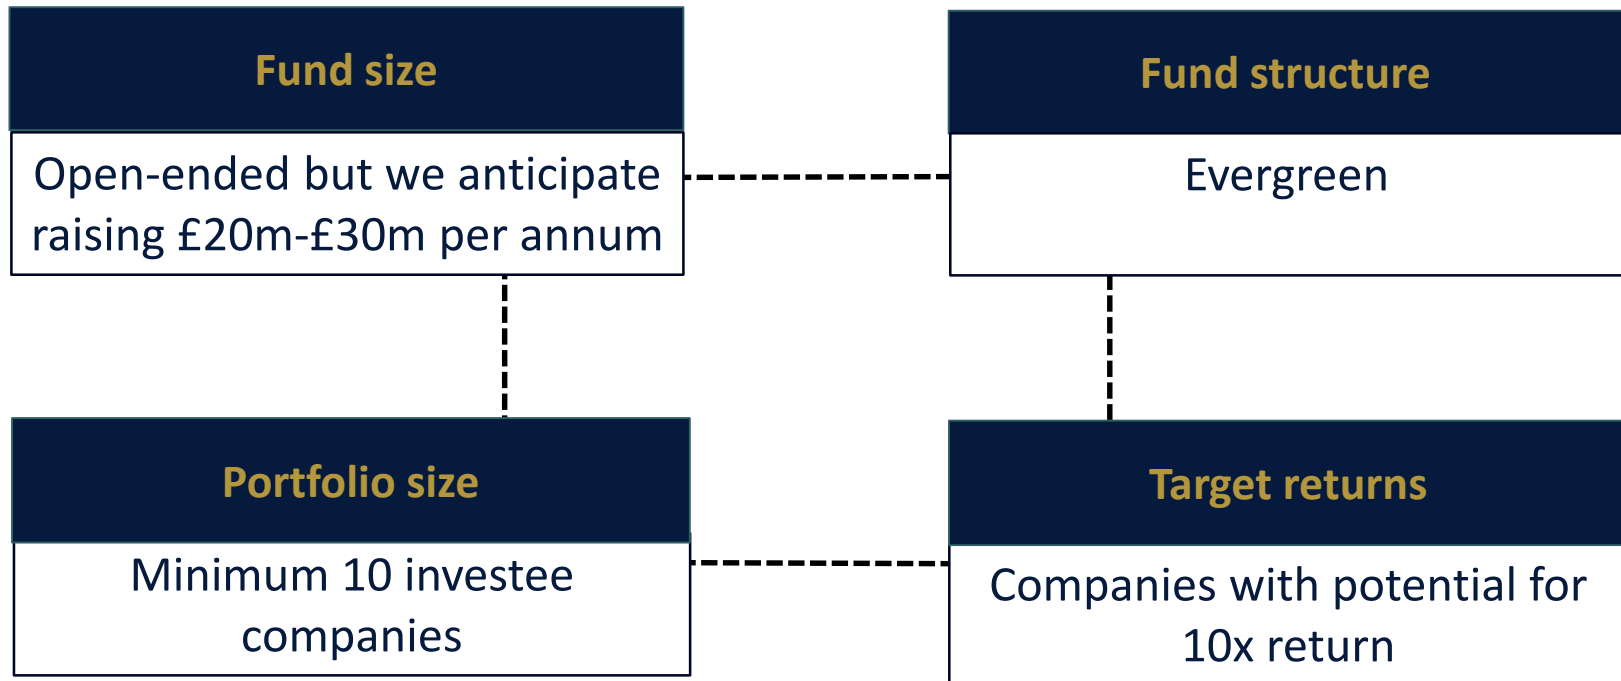 Fund size
Open-ended but we anticipate
raising £20m-£30m per annum
Fund structure
Evergreen
Portfolio size
Minimum 10 investee
companies
Target returns
Companies with potential for
10x return